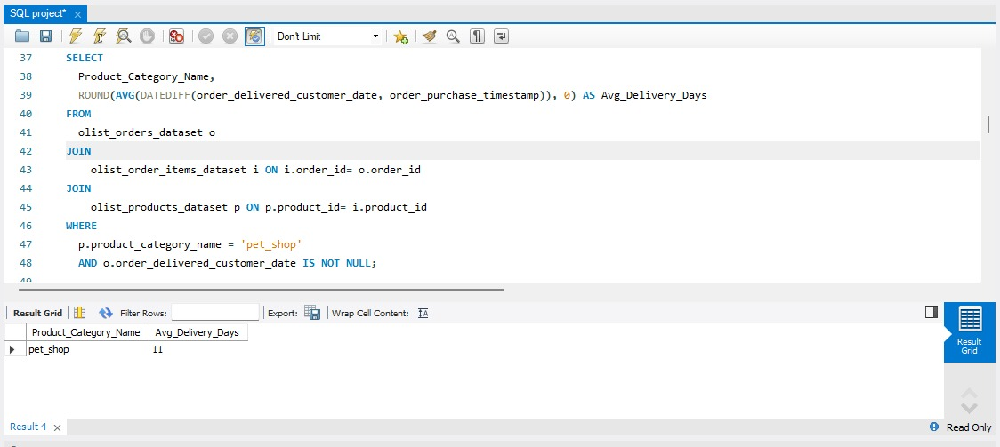 SQL project*
Don't Limit
37 SELECT
38 Product_Category_Name,
39 ROUND(AVG(DATEDIFF(order_delivered_customer_date, order_purchase_timestamp)), 0) AS Avg_Delivery_Days
40 FROM
41 olist_orders_dataset o
42 JOIN
43 olist_order_items_dataset i ON i.order_id= o.order_id
44 JOIN
45 olist_products_dataset p ON p.product_id= i.product_id
46 WHERE
47 p.product_category_name = 'pet_shop'
48 AND o.order_delivered_customer_date IS NOT NULL;
Result Grid Filter Rows: Export: Wrap Cell Content: IA
Product_Category_Name Avg_Delivery_Days
pet_shop 11
Result
Grid
Result 4 Read Only